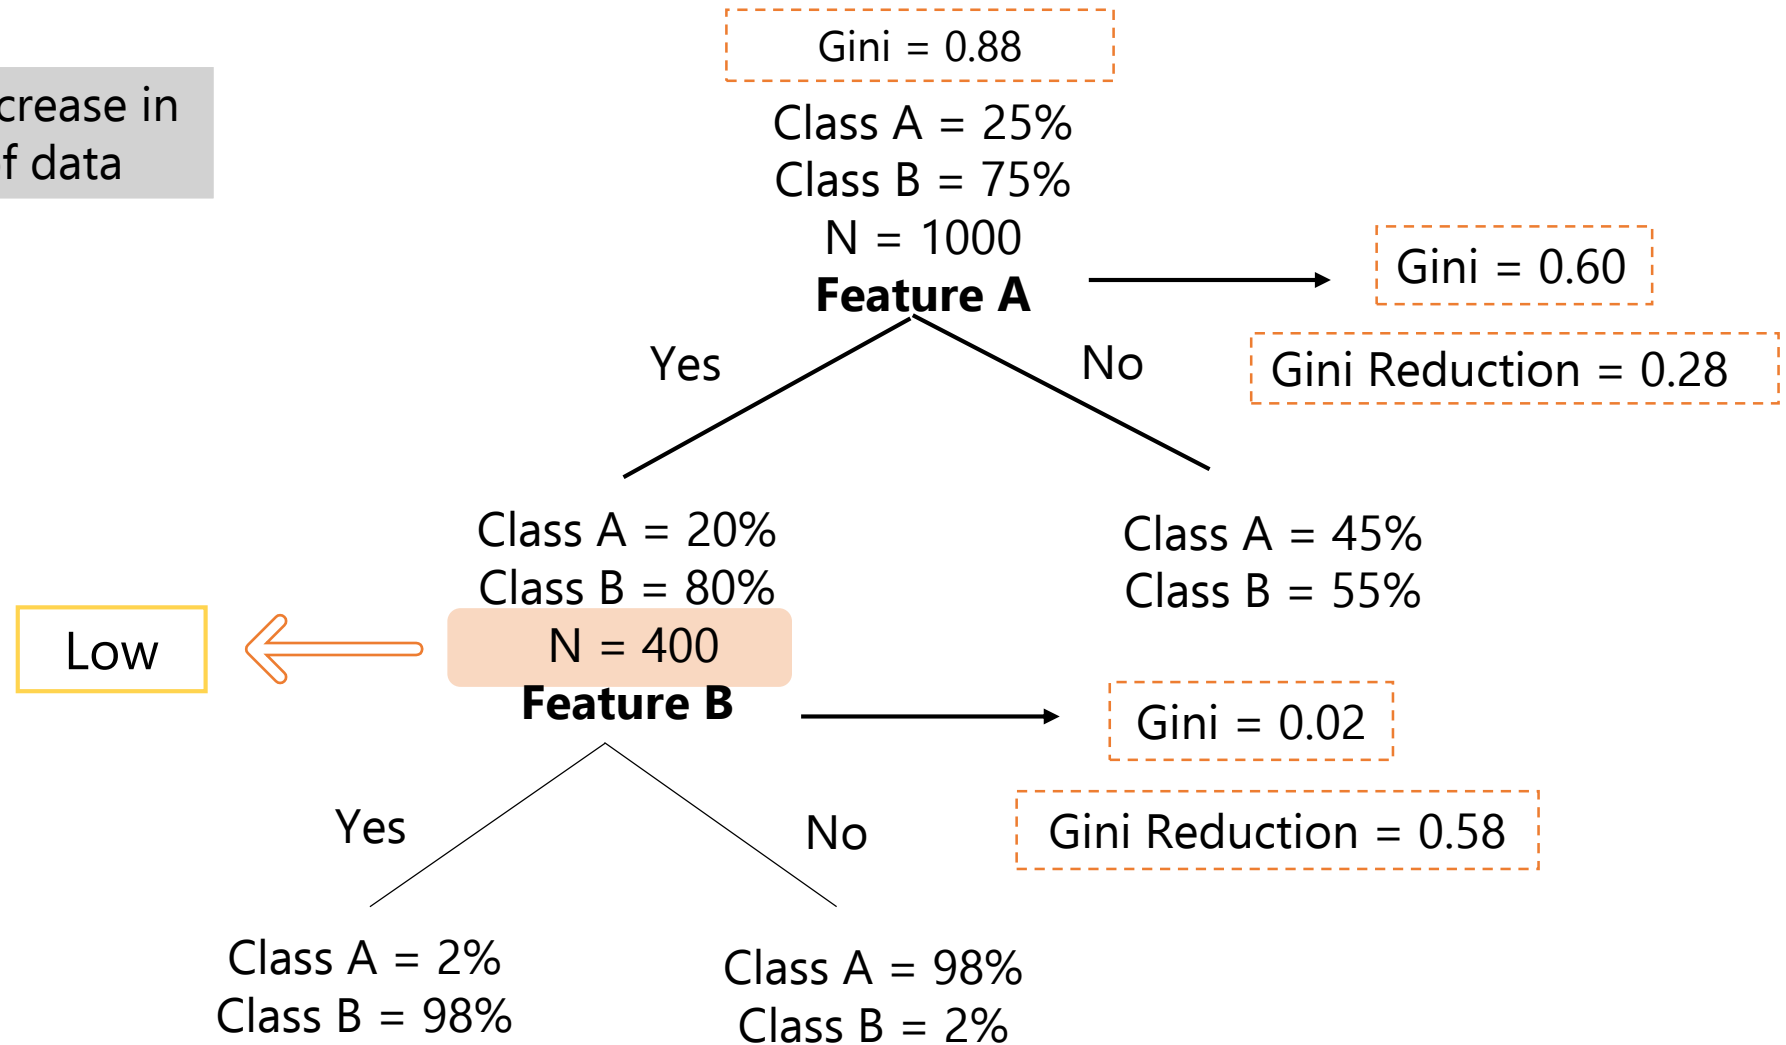 Gini = 0.88
crease in
f data
Class A = 25%
Class B = 75%
N = 1000
Feature A
Gini = 0.60
Gini Reduction = 0.28
Yes
No
Class A = 20%
Class B = 80%
N = 400
Feature B
Class A = 45%
Class B = 55%
Low
Gini = 0.02
Gini Reduction = 0.58
Yes
No
Class A = 2%
Class B = 98%
Class A = 98%
Class B = 2%